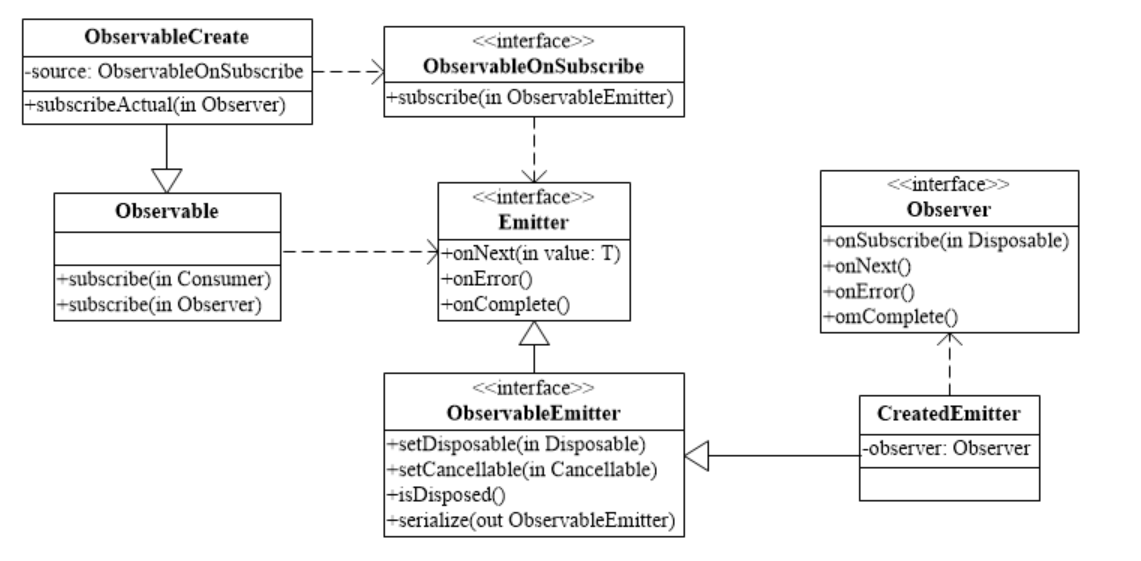 ObservableCreate
-source: ObservableOnSubscribe
+subscribeActual(in Observer)
<<interface>>
ObservableOnSubscribe
+subscribe(in ObservableEmitter)
Observable
+subscribe(in Consumer)
+subscribe(in Observer)
<<interface>>
Emitter
+onNext(in value: T)
+onError()
+onComplete()
<<interface>>
Observer
+onSubscribe(in Disposable)
+onNext()
+onError()
+omComplete()
<<interface>>
ObservableEmitter
+setDisposable(in Disposable)
+setCancellable(in Cancellable)
+isDisposed()
+serialize(out ObservableEmitter)
CreatedEmitter
-observer: Observer